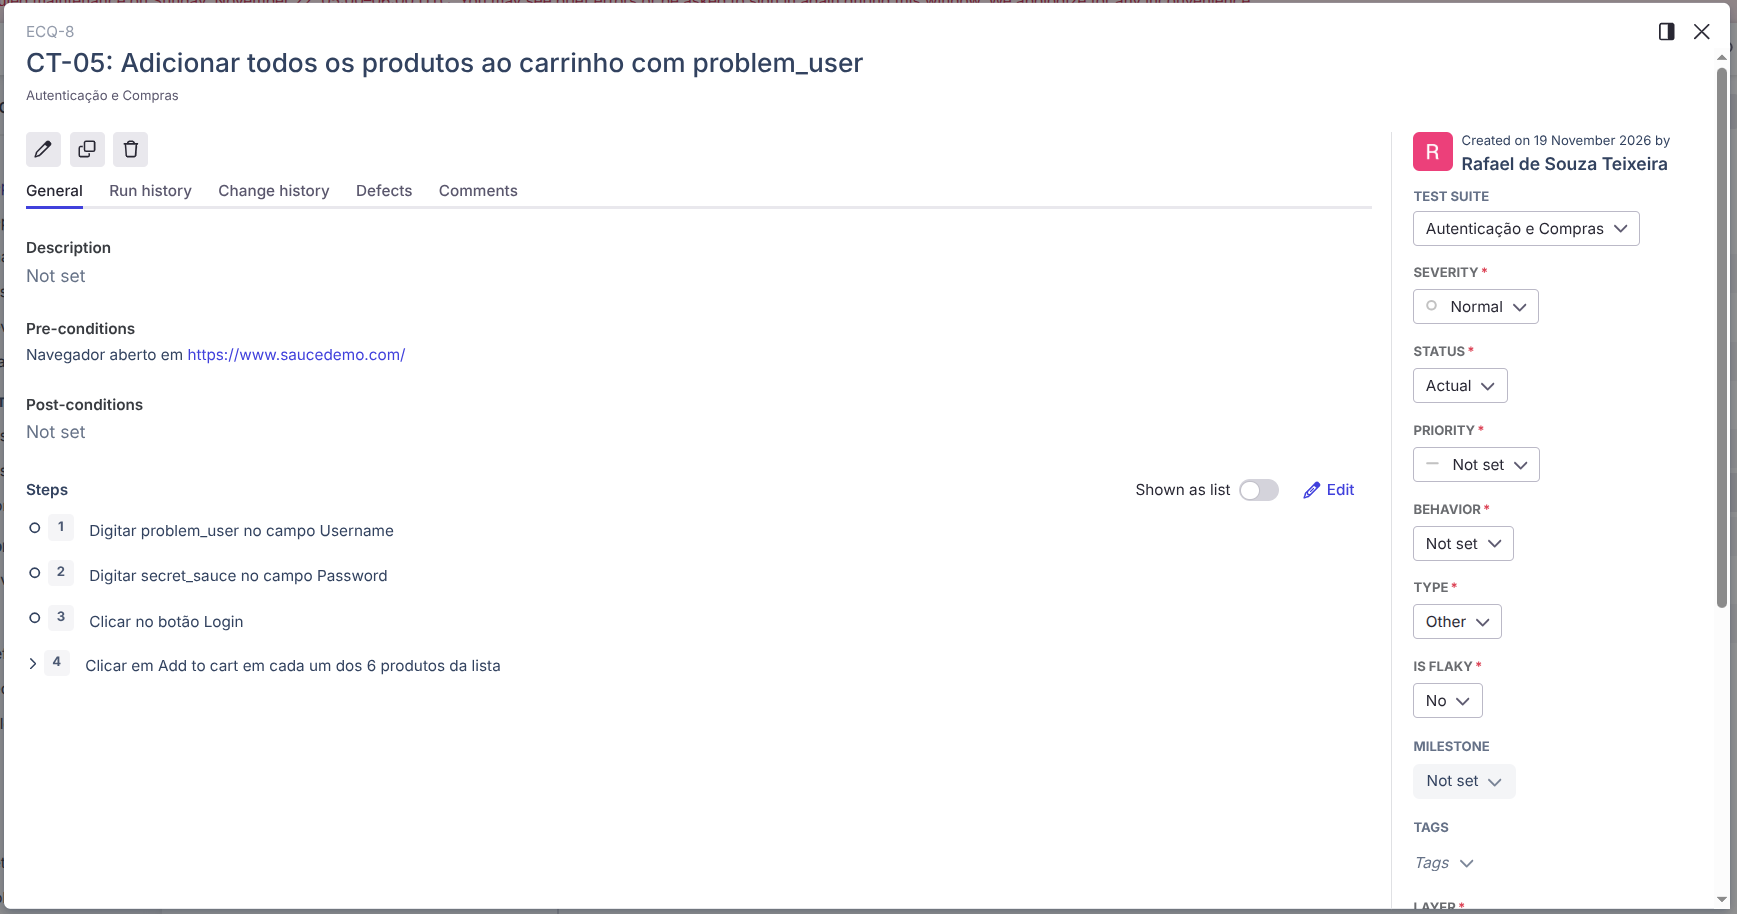 ECQ-8
CT-05: Adicionar todos os produtos ao carrinho com problem_user
Autenticação e Compras
General Run history Change history Defects Comments
Description
Not set
Pre-conditions
Navegador aberto em https://www.saucedemo.com/
Post-conditions
Not set
Steps
Shown as list
Edit
1 Digitar problem_user no campo Username
2 Digitar secret_sauce no campo Password
3 Clicar no botão Login
4 Clicar em Add to cart em cada um dos 6 produtos da lista
R
Created on 19 November 2026 by
Rafael de Souza Teixeira
TEST SUITE
Autenticação e Compras
SEVERITY*
Normal
STATUS*
Actual
PRIORITY*
Not set
BEHAVIOR*
Not set
TYPE*
Other
IS FLAKY*
No
MILESTONE
Not set
TAGS
Tags
LAYER*